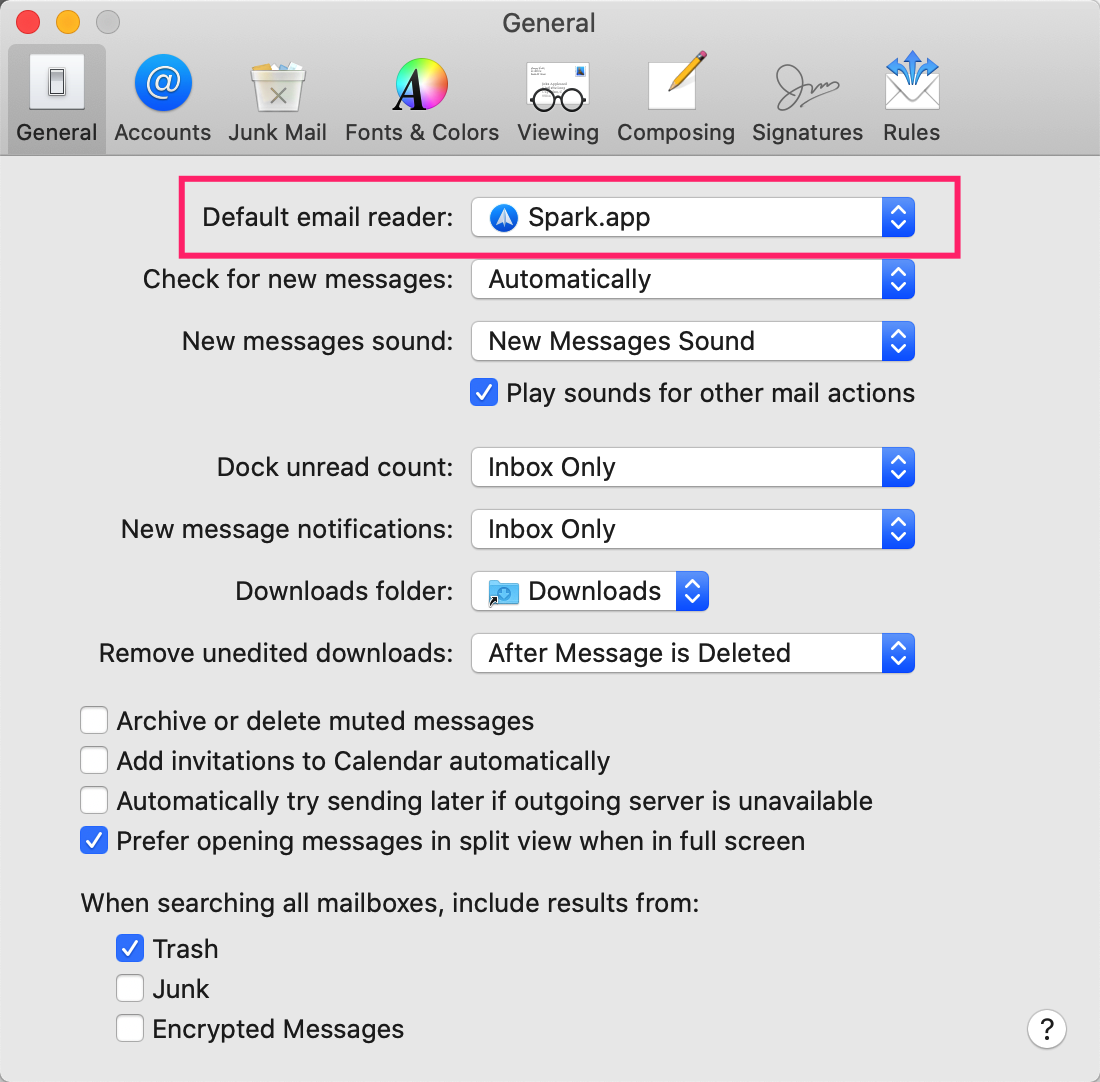 General
General Accounts Junk Mail Fonts & Colors Viewing Composing Signatures Rules
Default email reader: Spark.app
Check for new messages: Automatically
New messages sound: New Messages Sound
Play sounds for other mail actions
Dock unread count: Inbox Only
New message notifications: Inbox Only
Downloads folder: Downloads
Remove unedited downloads: After Message is Deleted
Archive or delete muted messages
Add invitations to Calendar automatically
Automatically try sending later if outgoing server is unavailable
Prefer opening messages in split view when in full screen
When searching all mailboxes, include results from:
Trash
Junk
Encrypted Messages
?